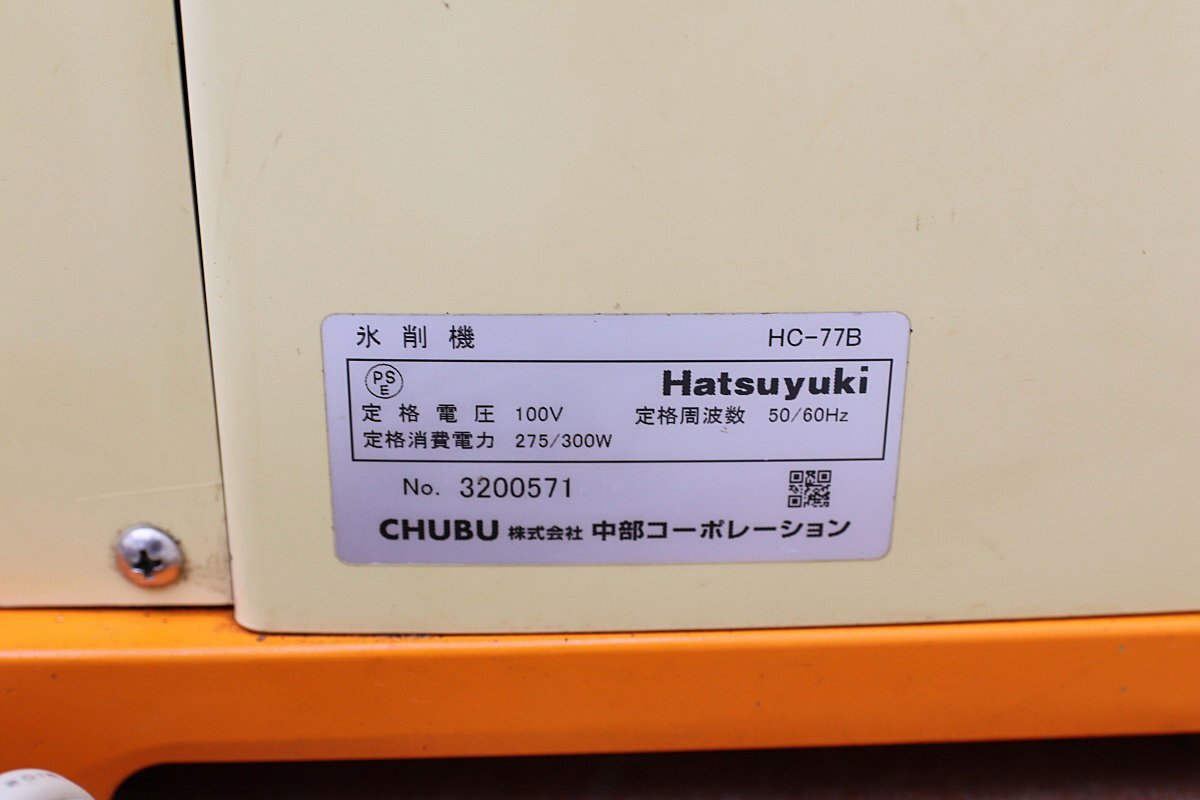 氷削機 HC-77B
PSE Hatsuyuki
定格電圧 100V 定格周波数 50/60Hz
定格消費電力 275/300W
No. 3200571
CHUBU 株式会社 中部コーポレーション